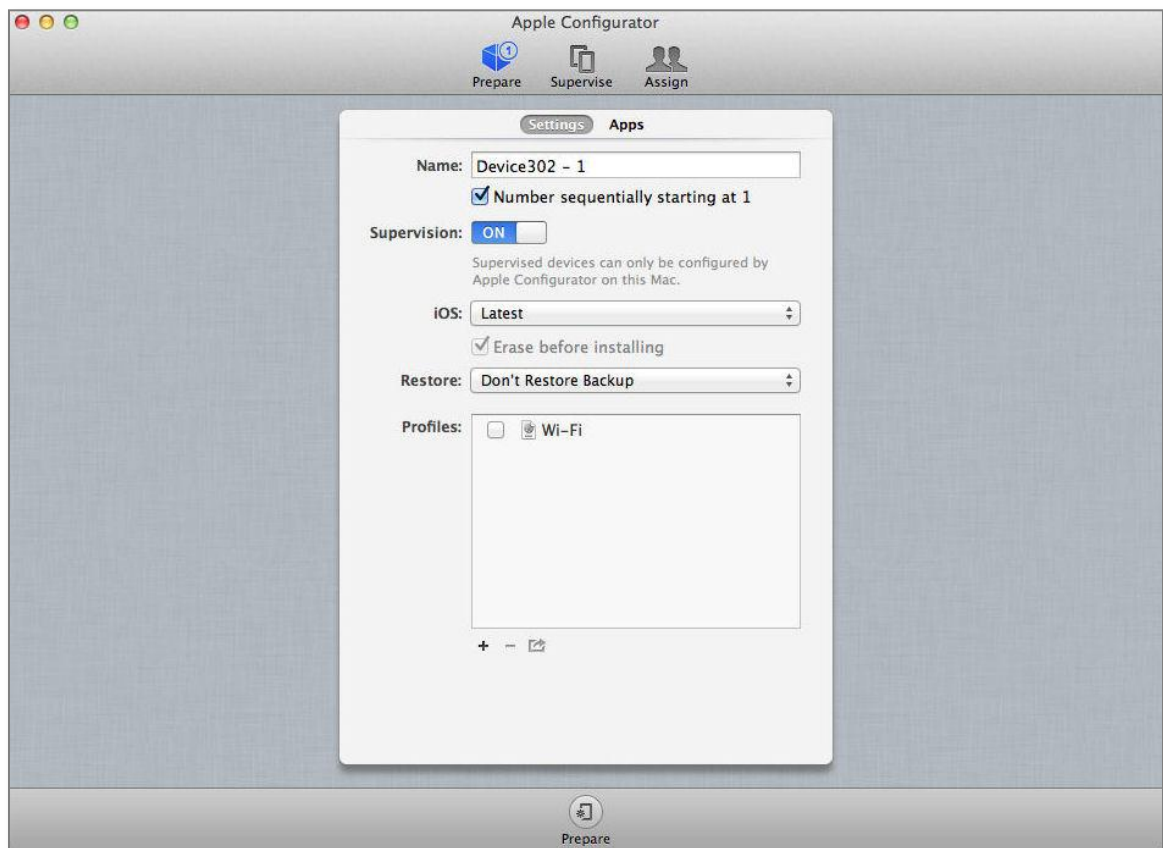 Apple Configurator
1
Prepare Supervise Assign
Settings Apps
Name: Device302 – 1
Number sequentially starting at 1
Supervision: ON
Supervised devices can only be configured by
Apple Configurator on this Mac.
iOS: Latest
Erase before installing
Restore: Don't Restore Backup
Profiles: Wi-Fi
Prepare